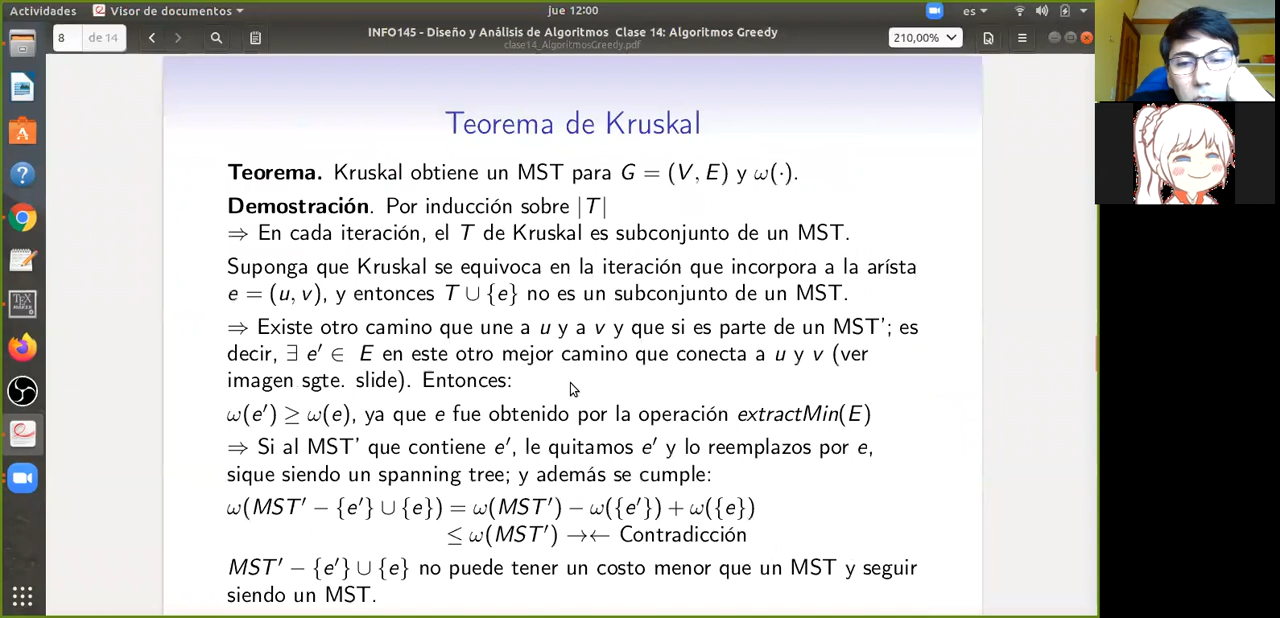 Actividades Visor de documentos jue 12:00 es
8 de 14 INFO145 - Diseño y Análisis de Algoritmos Clase 14: Algoritmos Greedy 210,00%
clase14_AlgoritmosGreedy.pdf
Teorema de Kruskal
Teorema. Kruskal obtiene un MST para G = (V, E) y ω(·).
Demostración. Por inducción sobre |T|
⇒ En cada iteración, el T de Kruskal es subconjunto de un MST.
Suponga que Kruskal se equivoca en la iteración que incorpora a la arísta
e = (u, v), y entonces T ∪ {e} no es un subconjunto de un MST.
⇒ Existe otro camino que une a u y a v y que si es parte de un MST'; es
decir, ∃ e′ ∈ E en este otro mejor camino que conecta a u y v (ver
imagen sgte. slide). Entonces:
ω(e′) ≥ ω(e), ya que e fue obtenido por la operación extractMin(E)
⇒ Si al MST' que contiene e′, le quitamos e′ y lo reemplazos por e,
sique siendo un spanning tree; y además se cumple:
ω(MST′ − {e′} ∪ {e}) = ω(MST′) − ω({e′}) + ω({e})
≤ ω(MST′) →← Contradicción
MST′ − {e′} ∪ {e} no puede tener un costo menor que un MST y seguir
siendo un MST.